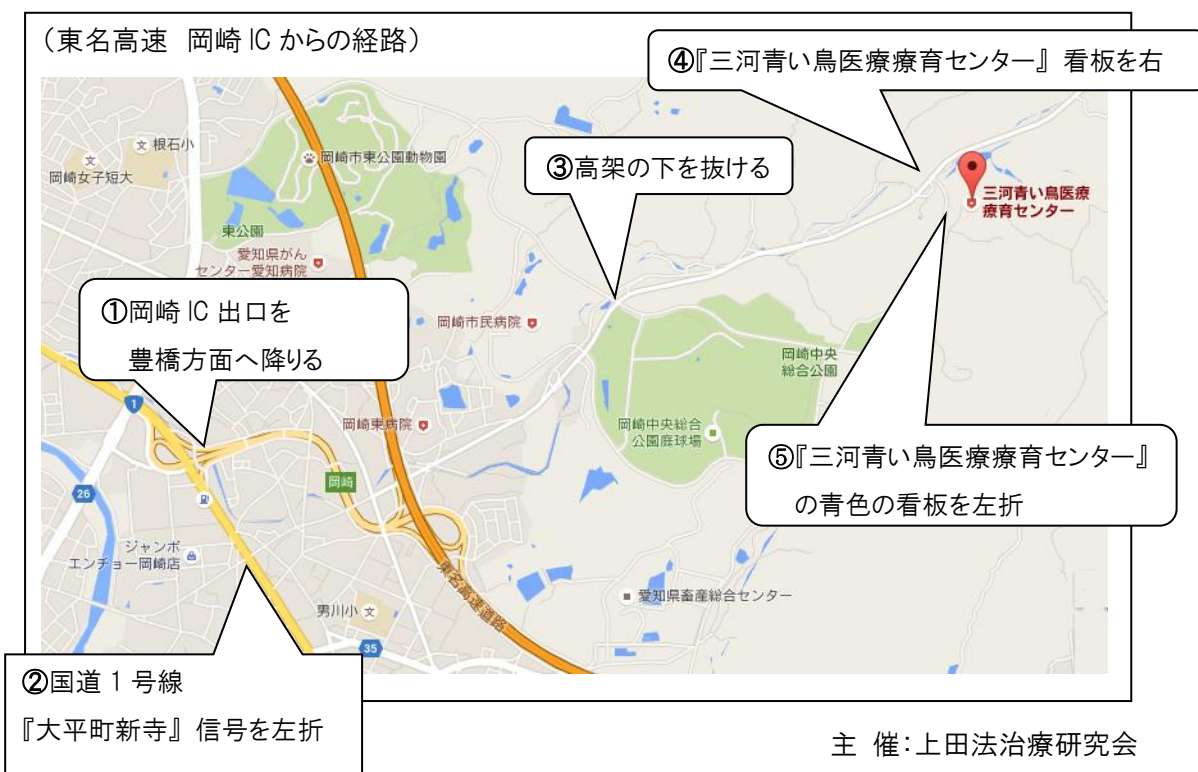 （東名高速　岡崎 IC からの経路）
④『三河青い鳥医療療育センター』 看板を右
③高架の下を抜ける
文 根石小
文
岡崎女子短大
岡崎市東公園動物園
東公園
愛知県がん
センター愛知病院
三河青い鳥医療
療育センター
①岡崎 IC 出口を
豊橋方面へ降りる
岡崎市民病院
岡崎中央
総合公園
1
岡崎東病院
岡崎中央総合
公園庭球場
⑤『三河青い鳥医療療育センター』
の青色の看板を左折
岡崎
26
ジャンボ
エンチョー岡崎店
東名高速道路
愛知県畜産総合センター
男川小 文
35
②国道 1 号線
『大平町新寺』 信号を左折
主 催：上田法治療研究会